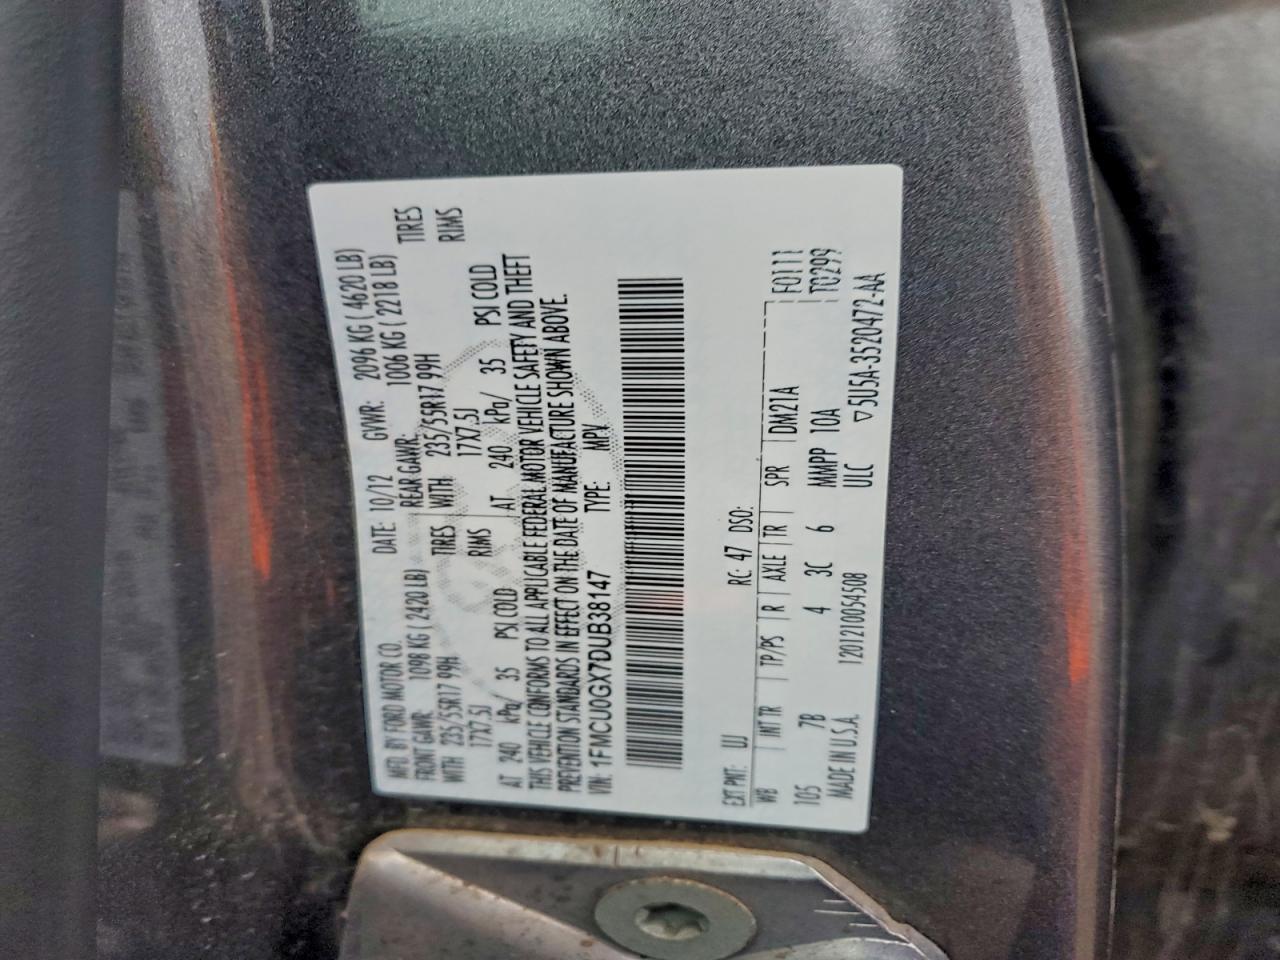 MFD. BY FORD MOTOR CO.
DATE: 10/12 GVWR: 2096 KG ( 4620 LB)
FRONT GAWR: 1098 KG ( 2420 LB) REAR GAWR: 1006 KG ( 2218 LB)
WITH 235/55R17 99H TIRES WITH 235/55R17 99H TIRES
17X7.5J RIMS 17X7.5J RIMS
AT 240 kPa/ 35 PSI COLD AT 240 kPa/ 35 PSI COLD
THIS VEHICLE CONFORMS TO ALL APPLICABLE FEDERAL MOTOR VEHICLE SAFETY AND THEFT
PREVENTION STANDARDS IN EFFECT ON THE DATE OF MANUFACTURE SHOWN ABOVE.
VIN: 1FMCU0GX7DUB38147 TYPE: MPV
EXT PNT: UJ RC: 47 DSO:
WB INT TR TP/PS R AXLE TR SPR DM21A F0111
105 7B 4 3C 6 MMPP 10A T0299
MADE IN U.S.A. 1201210054508 ULC ▽5U5A-3520472-AA